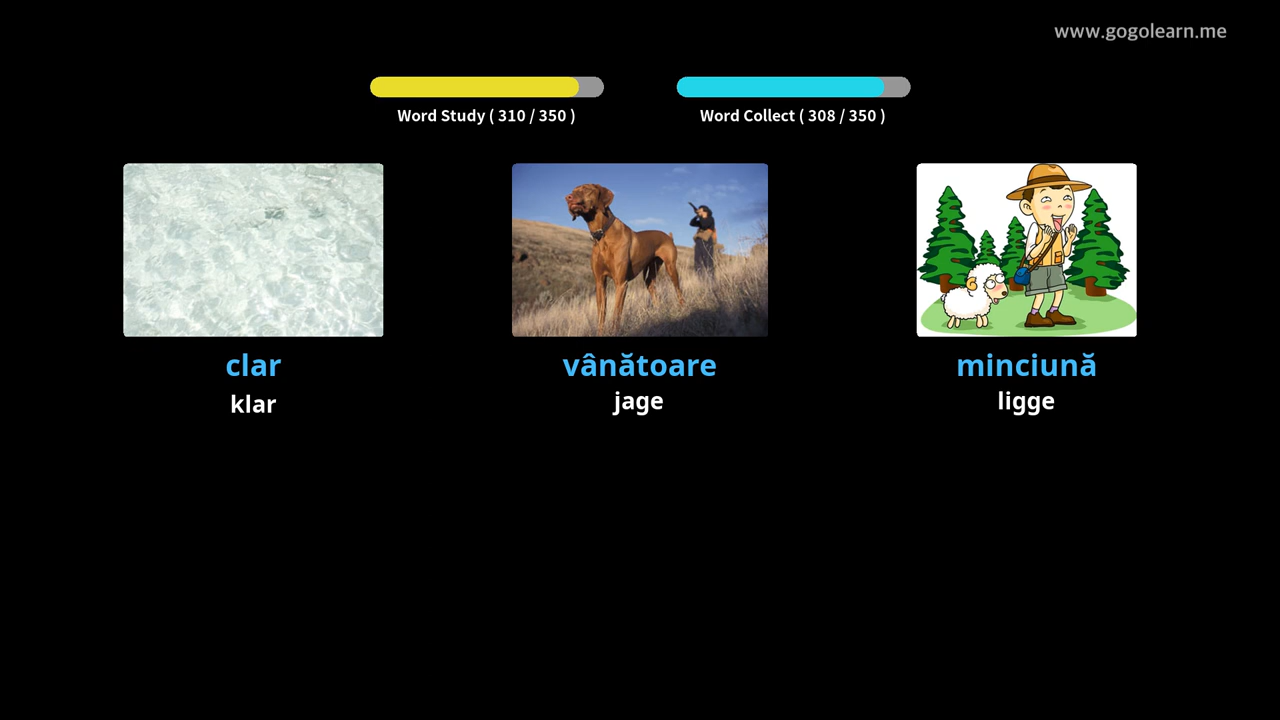 www.gogolearn.me
Word Study ( 310 / 350 )
Word Collect ( 308 / 350 )
clar
klar
vânătoare
jage
minciună
ligge